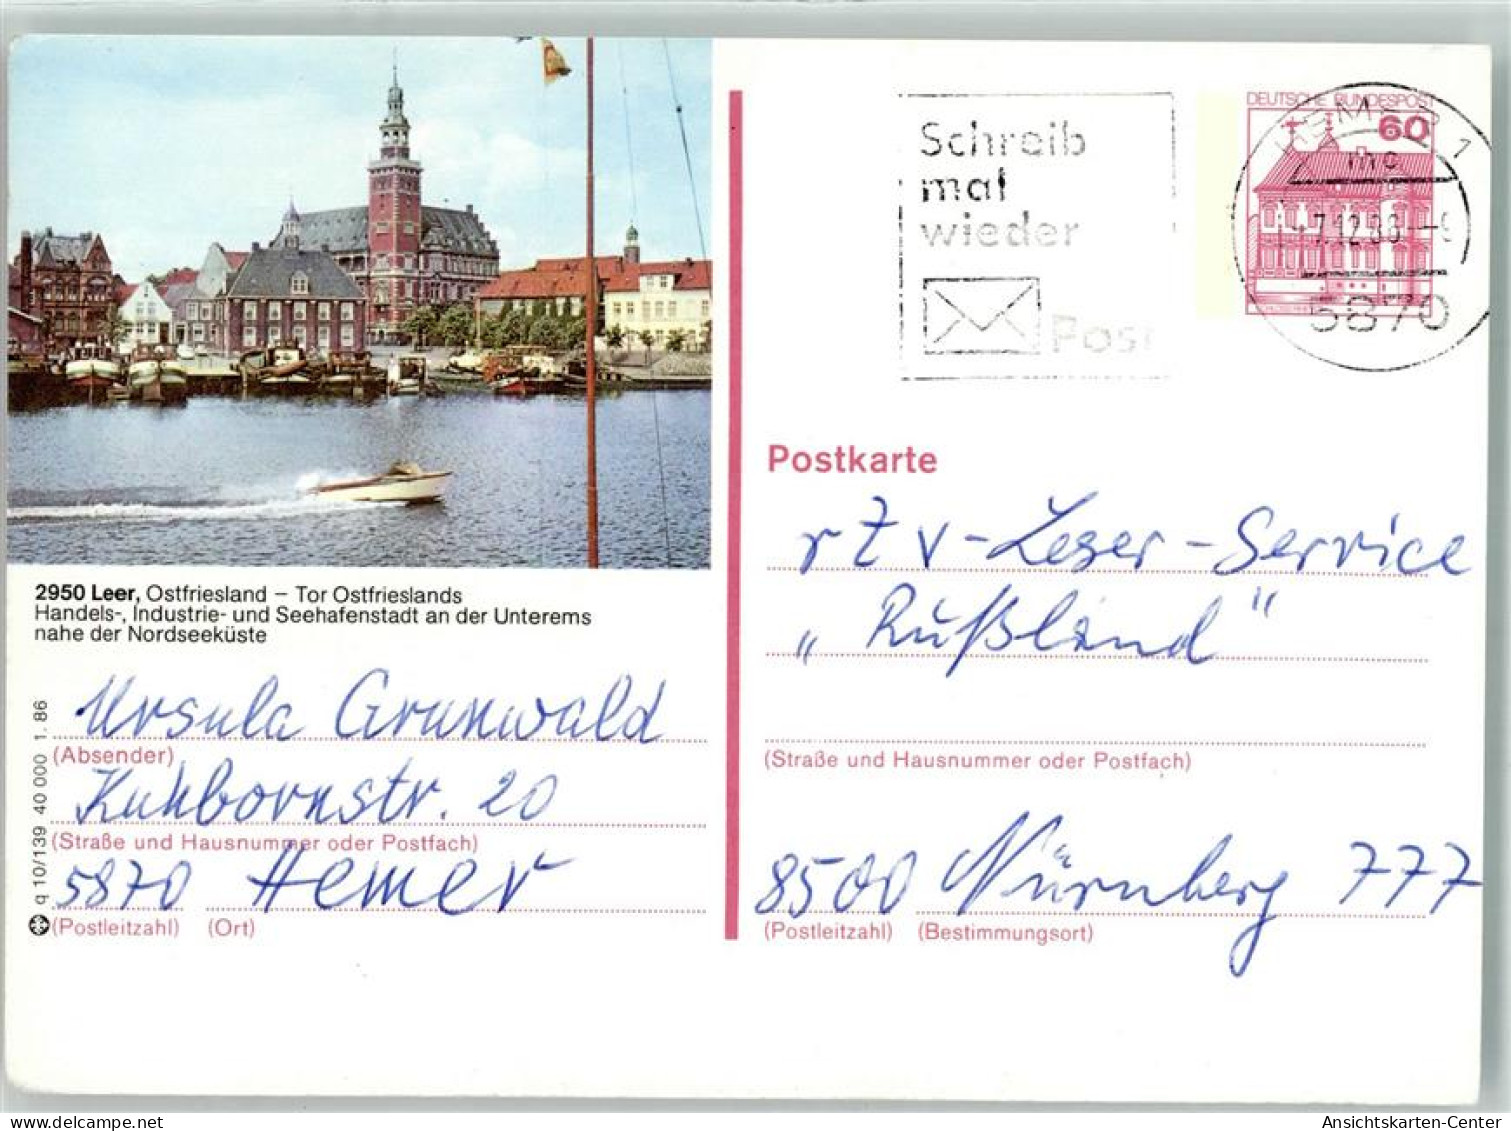 Schreib
mal
wieder
Post
DEUTSCHE BUNDESPOST
60
HEMER 1
mc
5870
Postkarte
rtv-Leser-Service
„Rußland"
(Straße und Hausnummer oder Postfach)
8500 Nürnberg 777
(Postleitzahl) (Bestimmungsort)
2950 Leer, Ostfriesland – Tor Ostfrieslands
Handels-, Industrie- und Seehafenstadt an der Unterems
nahe der Nordseeküste
Ursula Grunwald
(Absender)
Kuhbornstr. 20
(Straße und Hausnummer oder Postfach)
5870 Hemer
(Postleitzahl) (Ort)
q 10/139 40 000 1. 86
Ansichtskarten-Center